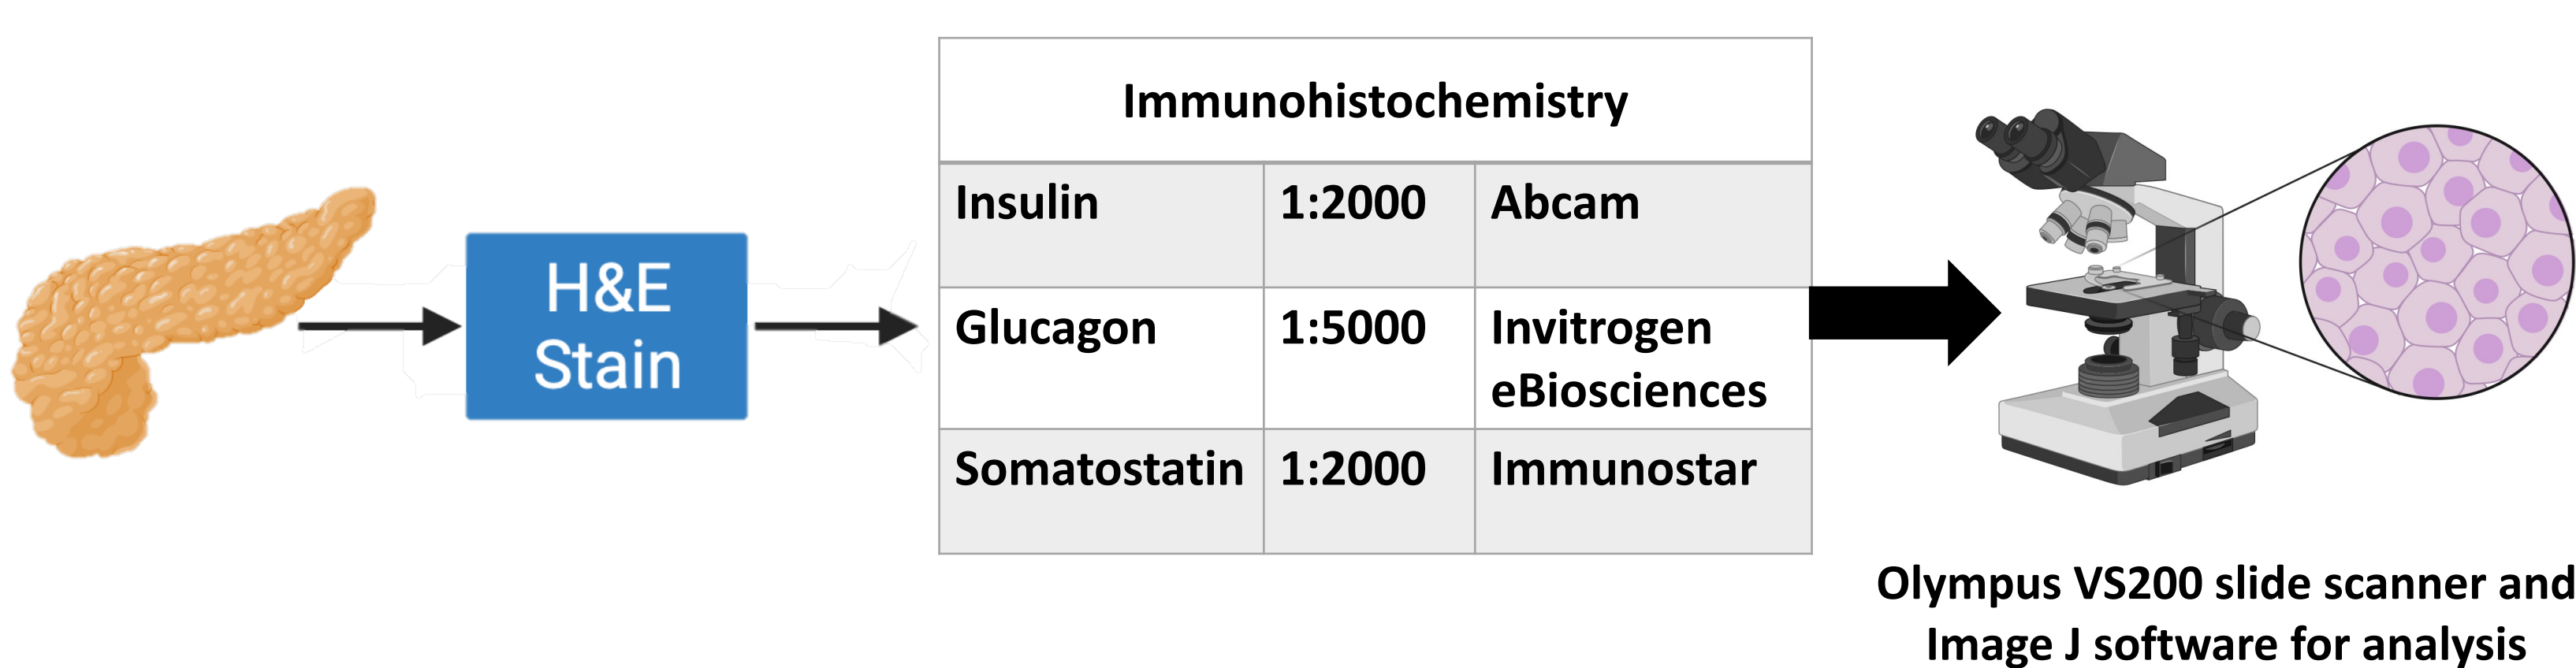 H&E
Stain
Immunohistochemistry
Insulin 1:2000 Abcam
Glucagon 1:5000 Invitrogen
eBiosciences
Somatostatin 1:2000 Immunostar
Olympus VS200 slide scanner and
Image J software for analysis